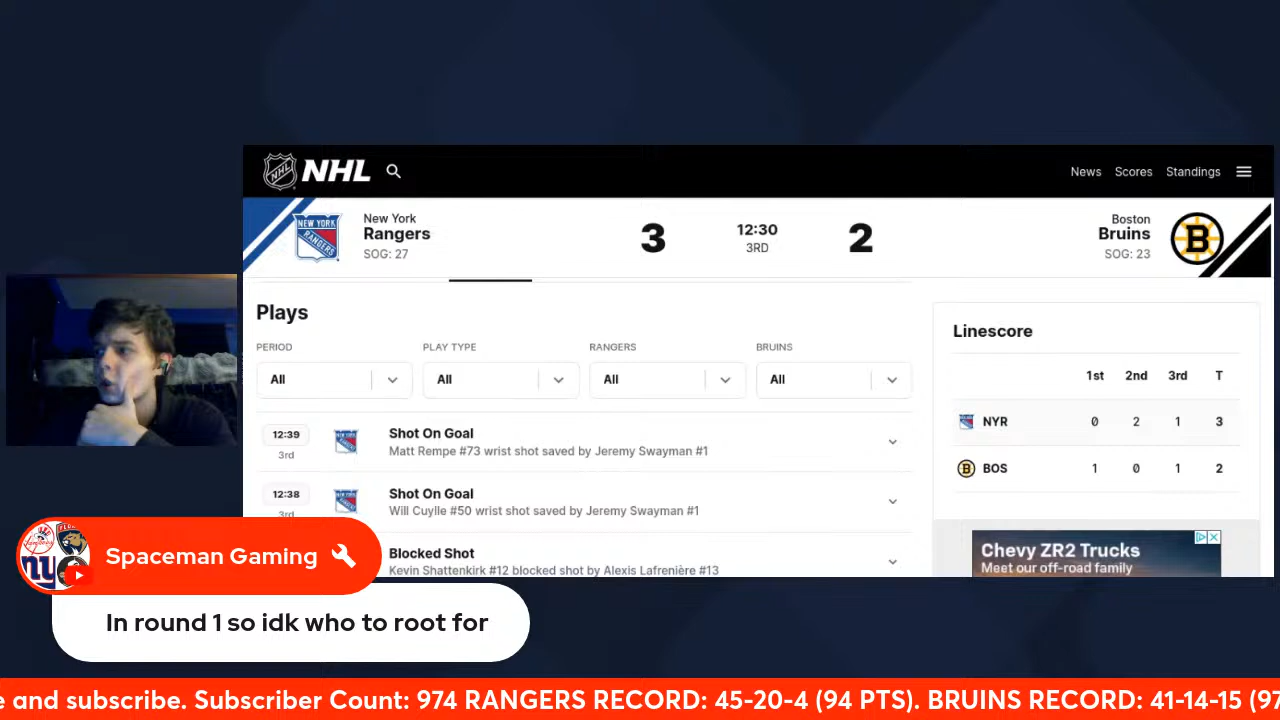 NHL
News Scores Standings
New York
Rangers
SOG: 27
3
12:30
3RD
2
Boston
Bruins
SOG: 23
NEW YORK
RANGERS
B
Plays
PERIOD PLAY TYPE RANGERS BRUINS
All All All All
12:39
3rd
Shot On Goal
Matt Rempe #73 wrist shot saved by Jeremy Swayman #1
12:38
3rd
Shot On Goal
Will Cuylle #50 wrist shot saved by Jeremy Swayman #1
Blocked Shot
Kevin Shattenkirk #12 blocked shot by Alexis Lafrenière #13
Linescore
1st 2nd 3rd T
NYR 0 2 1 3
BOS 1 0 1 2
Chevy ZR2 Trucks
Meet our off-road family
Spaceman Gaming
In round 1 so idk who to root for
e and subscribe. Subscriber Count: 974 RANGERS RECORD: 45-20-4 (94 PTS). BRUINS RECORD: 41-14-15 (97